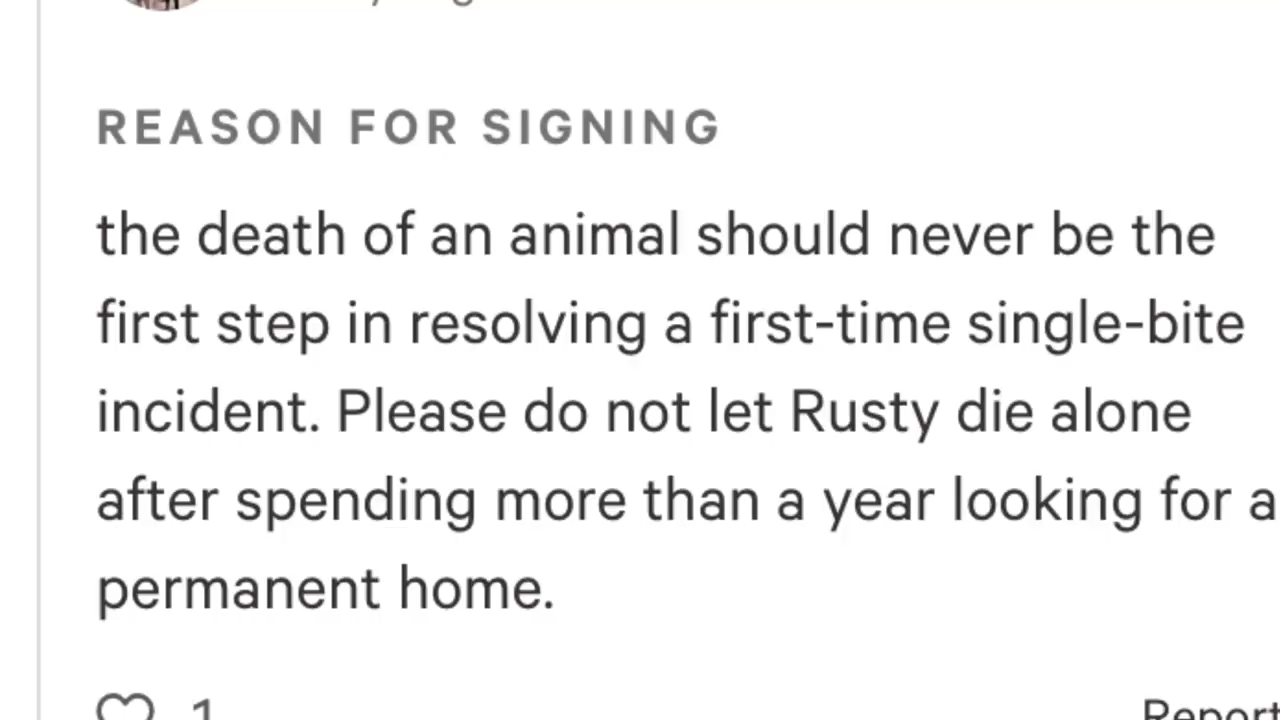 REASON FOR SIGNING
the death of an animal should never be the
first step in resolving a first-time single-bite
incident. Please do not let Rusty die alone
after spending more than a year looking for a
permanent home.
1
Report